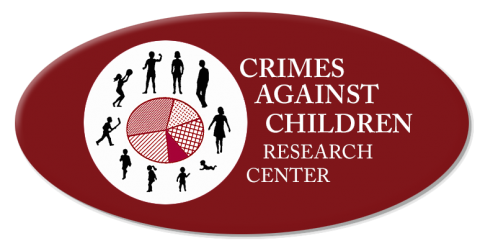 CRIMES
AGAINST
CHILDREN
RESEARCH
CENTER